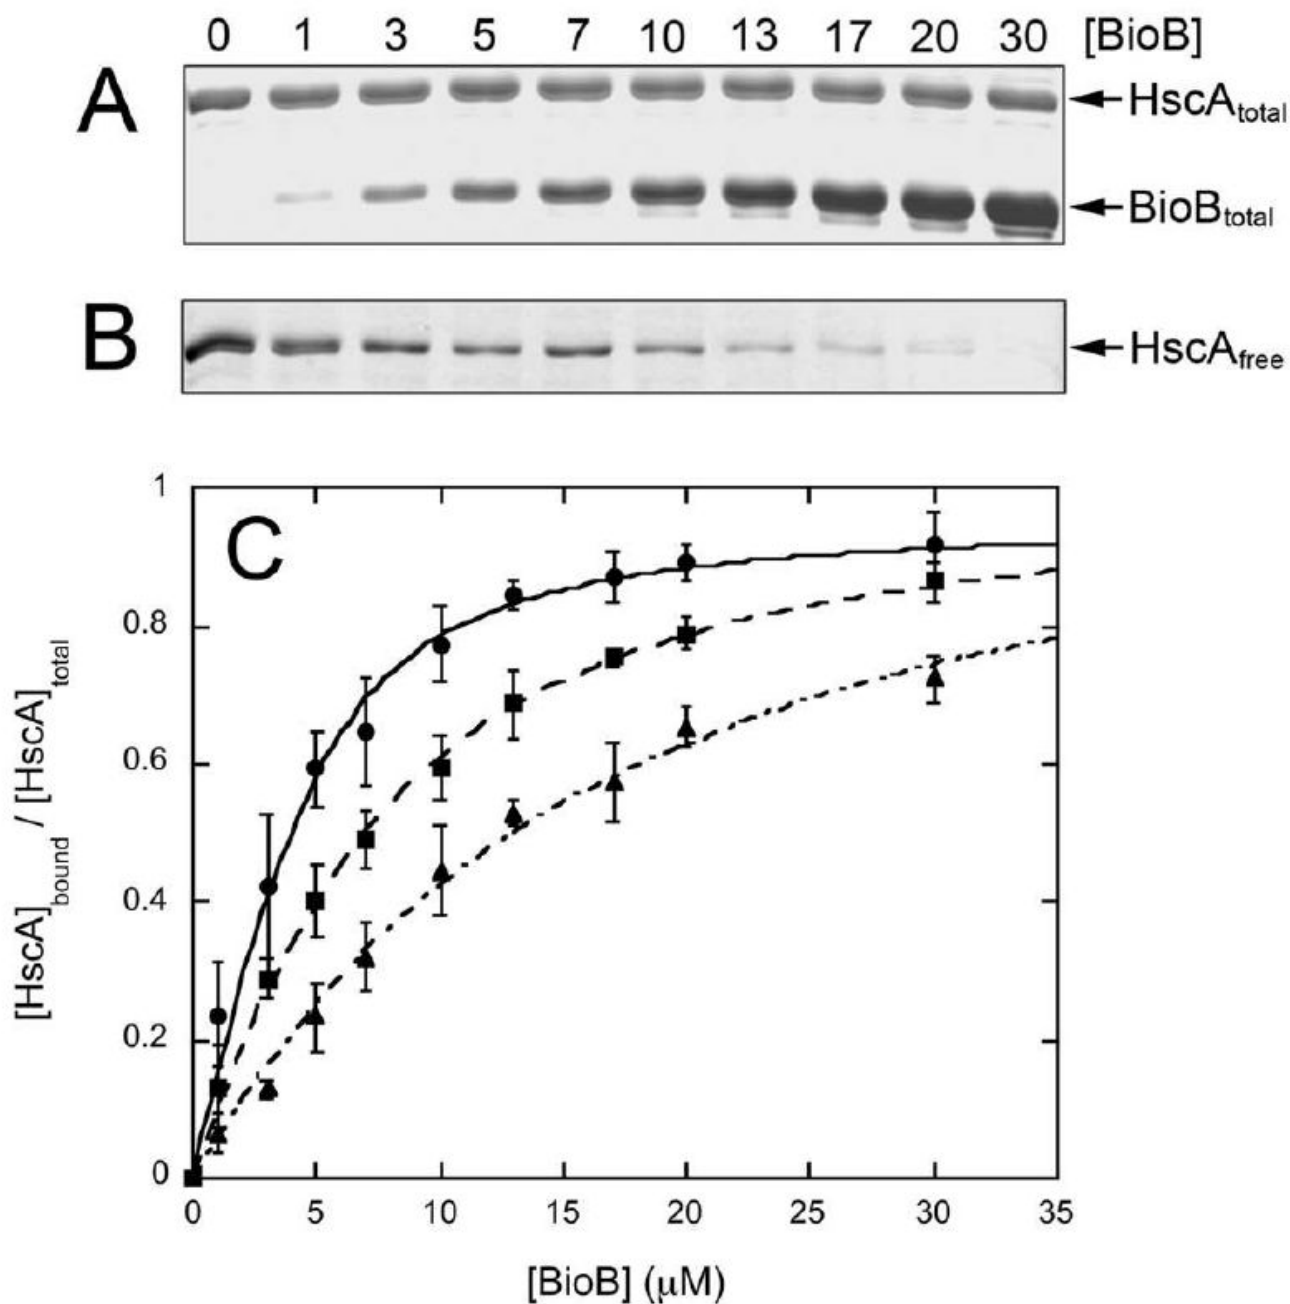 0 1 3 5 7 10 13 17 20 30 [BioB]
A
HscAtotal
BioBtotal
B
HscAfree
C
1
0.8
0.6
0.4
0.2
0
[HscA]bound / [HscA]total
0 5 10 15 20 25 30 35
[BioB] (μM)